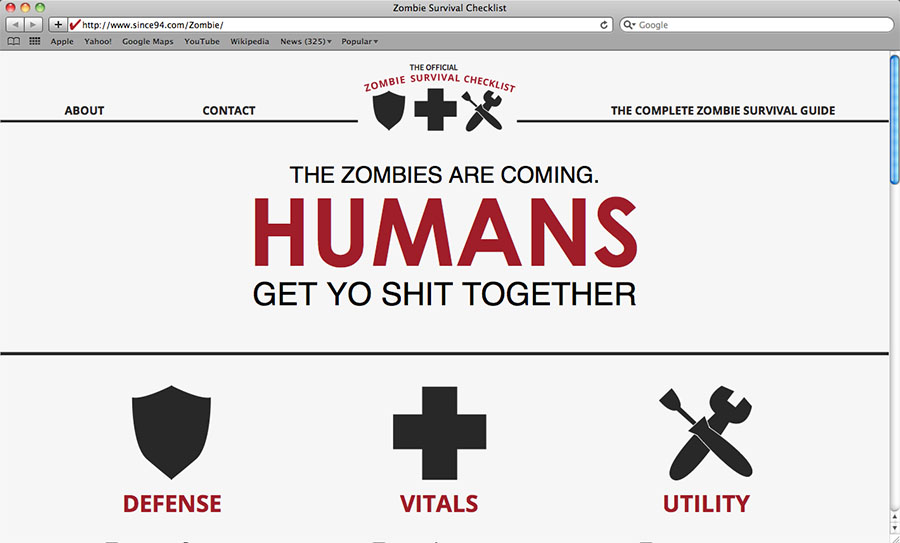 Zombie Survival Checklist
http://www.since94.com/Zombie/
Google
Apple Yahoo! Google Maps YouTube Wikipedia News (325) Popular
THE OFFICIAL
ZOMBIE SURVIVAL CHECKLIST
ABOUT CONTACT THE COMPLETE ZOMBIE SURVIVAL GUIDE
THE ZOMBIES ARE COMING.
HUMANS
GET YO SHIT TOGETHER
DEFENSE VITALS UTILITY